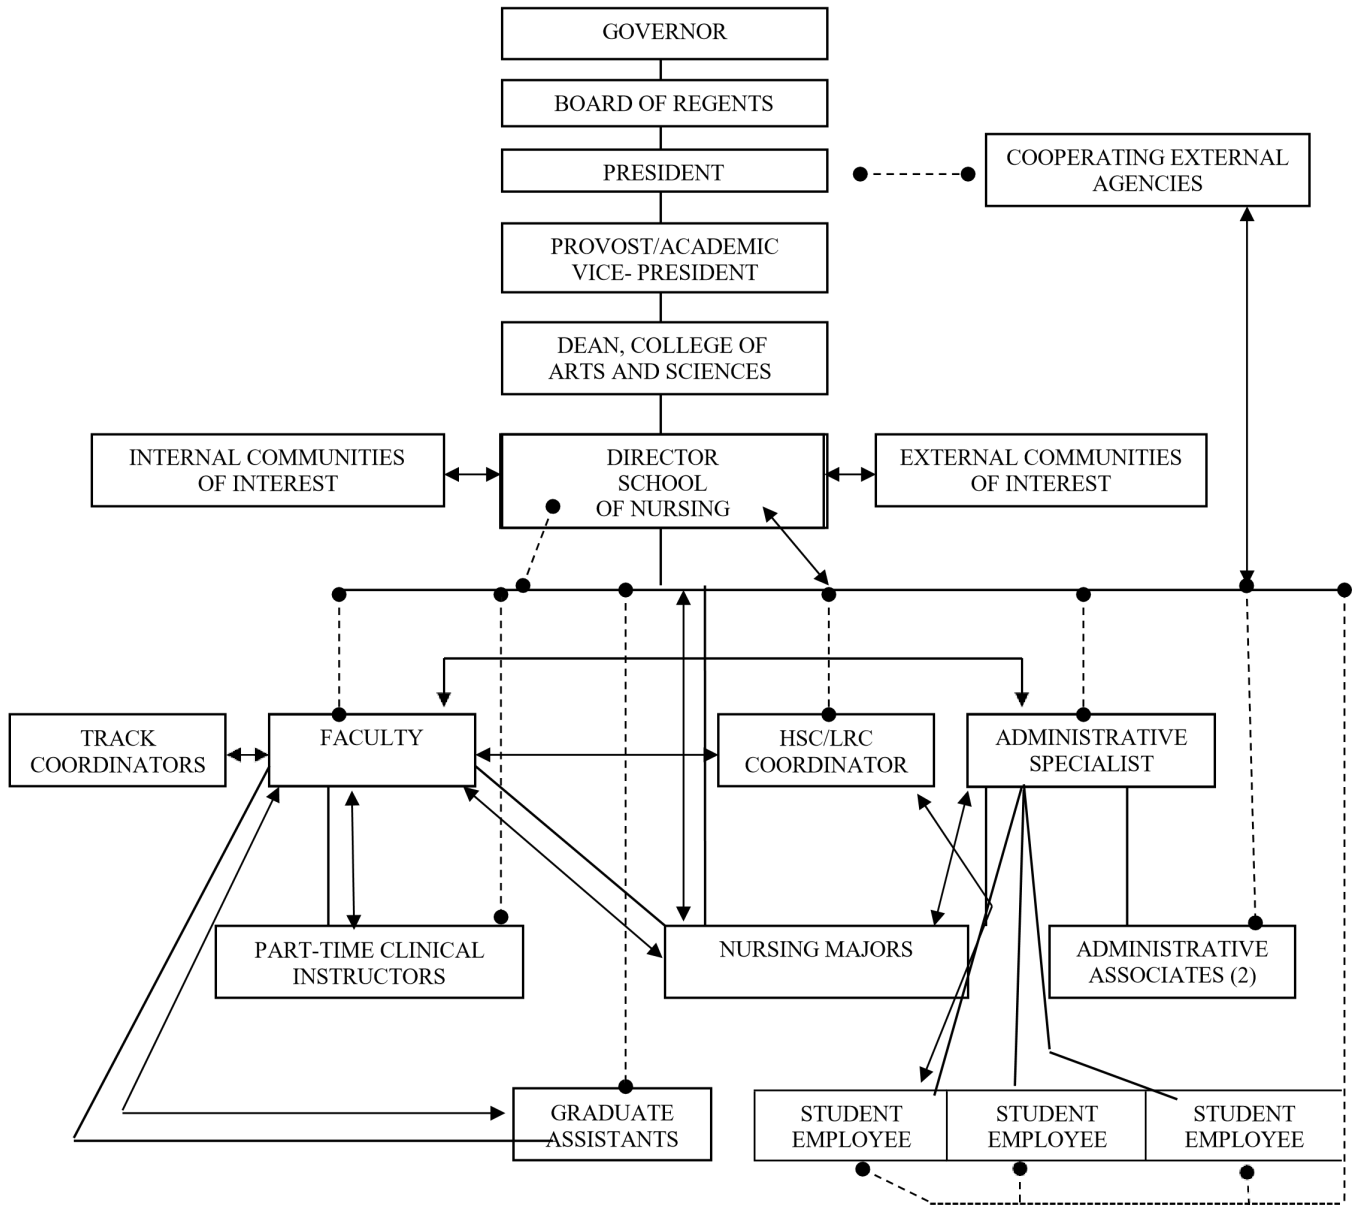 GOVERNOR
BOARD OF REGENTS
PRESIDENT
COOPERATING EXTERNAL
AGENCIES
PROVOST/ACADEMIC
VICE- PRESIDENT
DEAN, COLLEGE OF
ARTS AND SCIENCES
INTERNAL COMMUNITIES
OF INTEREST
DIRECTOR
SCHOOL
OF NURSING
EXTERNAL COMMUNITIES
OF INTEREST
TRACK
COORDINATORS
FACULTY
HSC/LRC
COORDINATOR
ADMINISTRATIVE
SPECIALIST
PART-TIME CLINICAL
INSTRUCTORS
NURSING MAJORS
ADMINISTRATIVE
ASSOCIATES (2)
GRADUATE
ASSISTANTS
STUDENT
EMPLOYEE
STUDENT
EMPLOYEE
STUDENT
EMPLOYEE